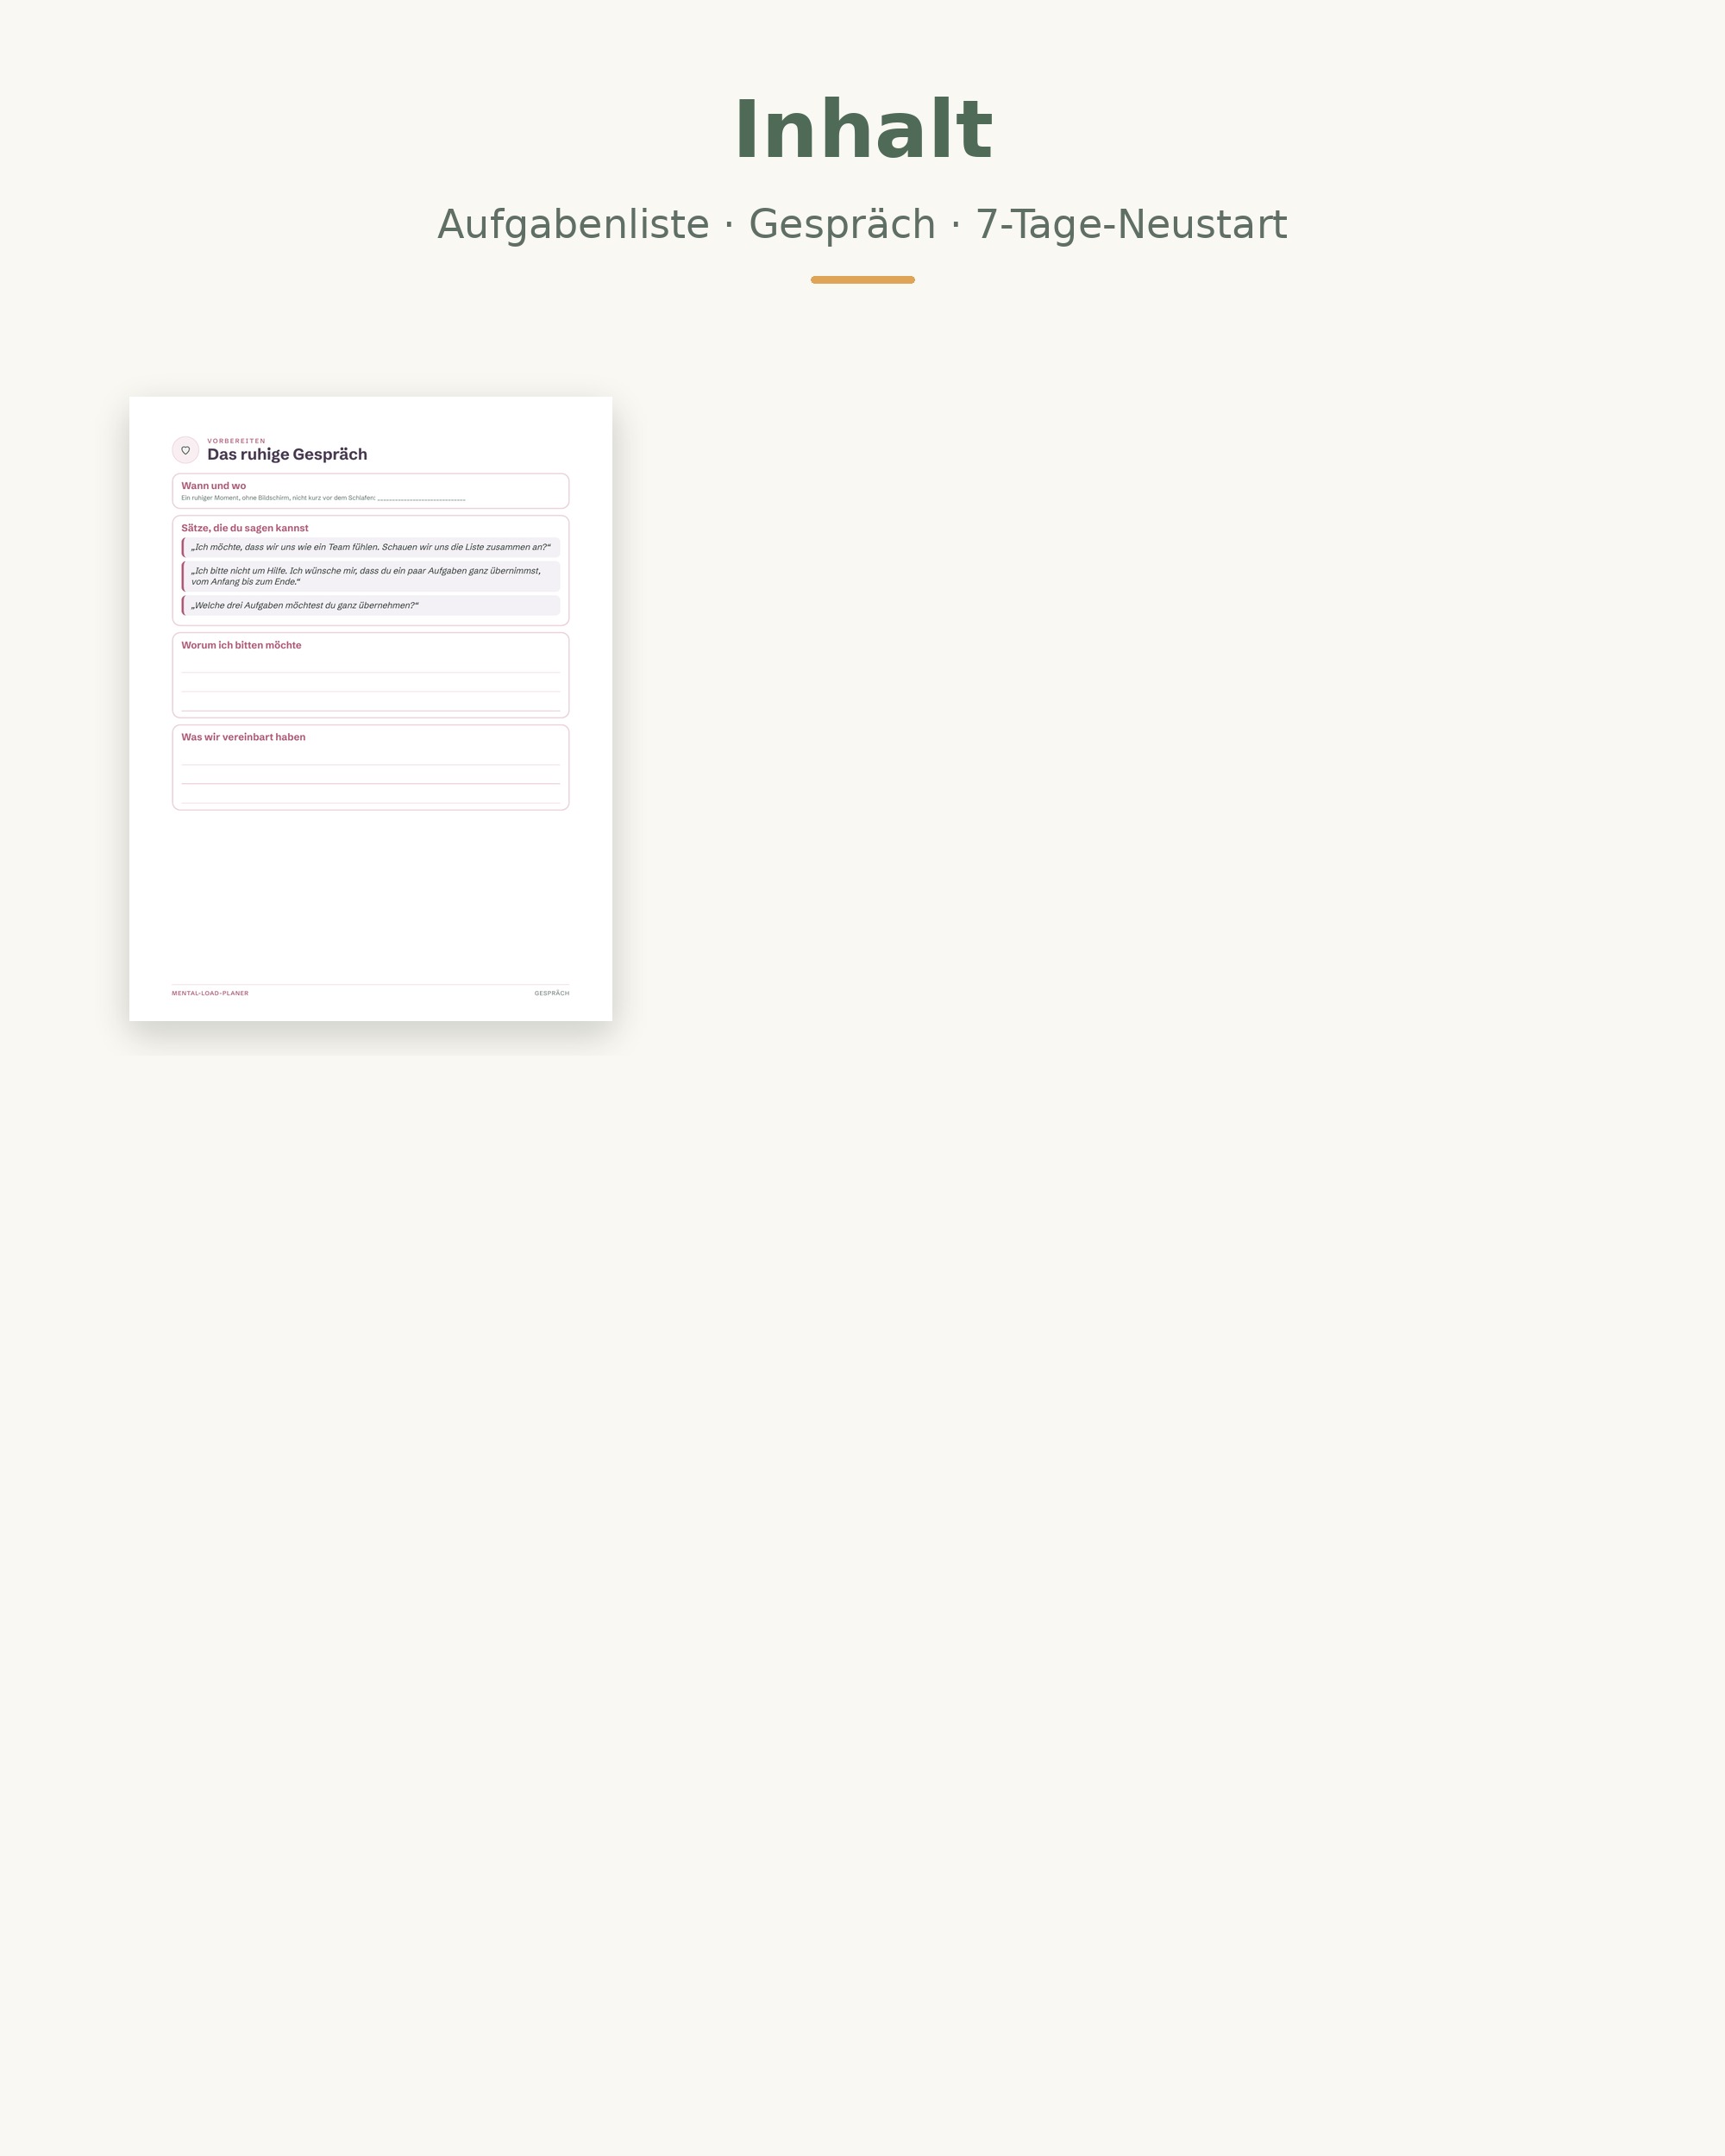 Inhalt
Aufgabenliste · Gespräch · 7-Tage-Neustart
VORBEREITEN
Das ruhige Gespräch
Wann und wo
Ein ruhiger Moment, ohne Bildschirm, nicht kurz vor dem Schlafen: ______________________________
Sätze, die du sagen kannst
„Ich möchte, dass wir uns wie ein Team fühlen. Schauen wir uns die Liste zusammen an?“
„Ich bitte nicht um Hilfe. Ich wünsche mir, dass du ein paar Aufgaben ganz übernimmst,
vom Anfang bis zum Ende.“
„Welche drei Aufgaben möchtest du ganz übernehmen?“
Worum ich bitten möchte
Was wir vereinbart haben
MENTAL-LOAD-PLANER
GESPRÄCH